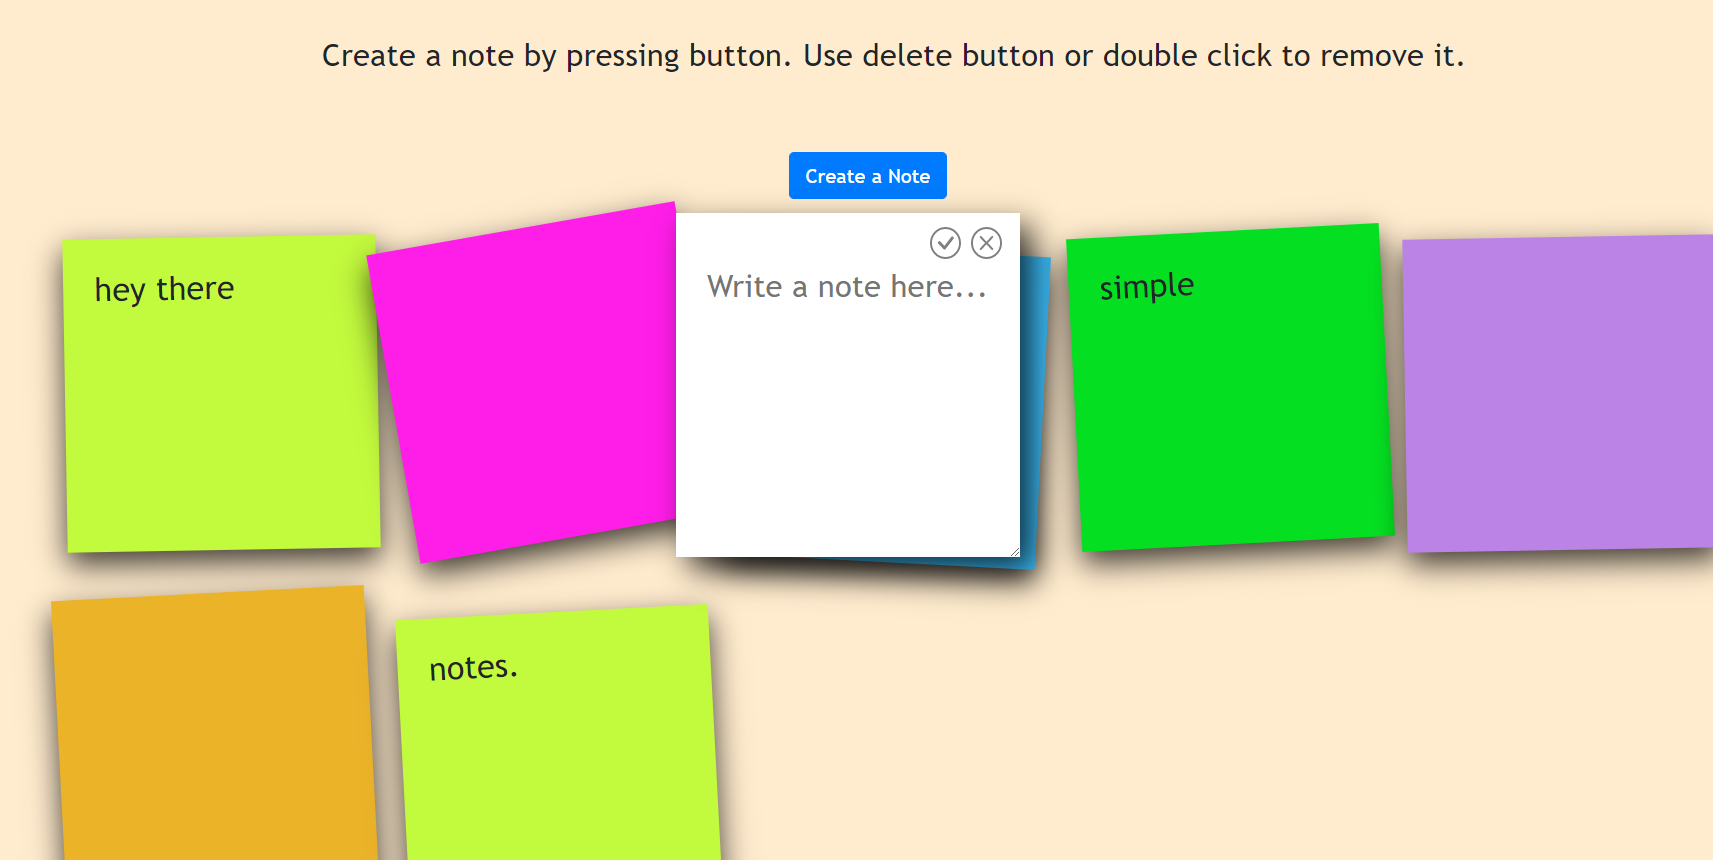 Create a note by pressing button. Use delete button or double click to remove it.
Create a Note
hey there
Write a note here...
simple
notes.